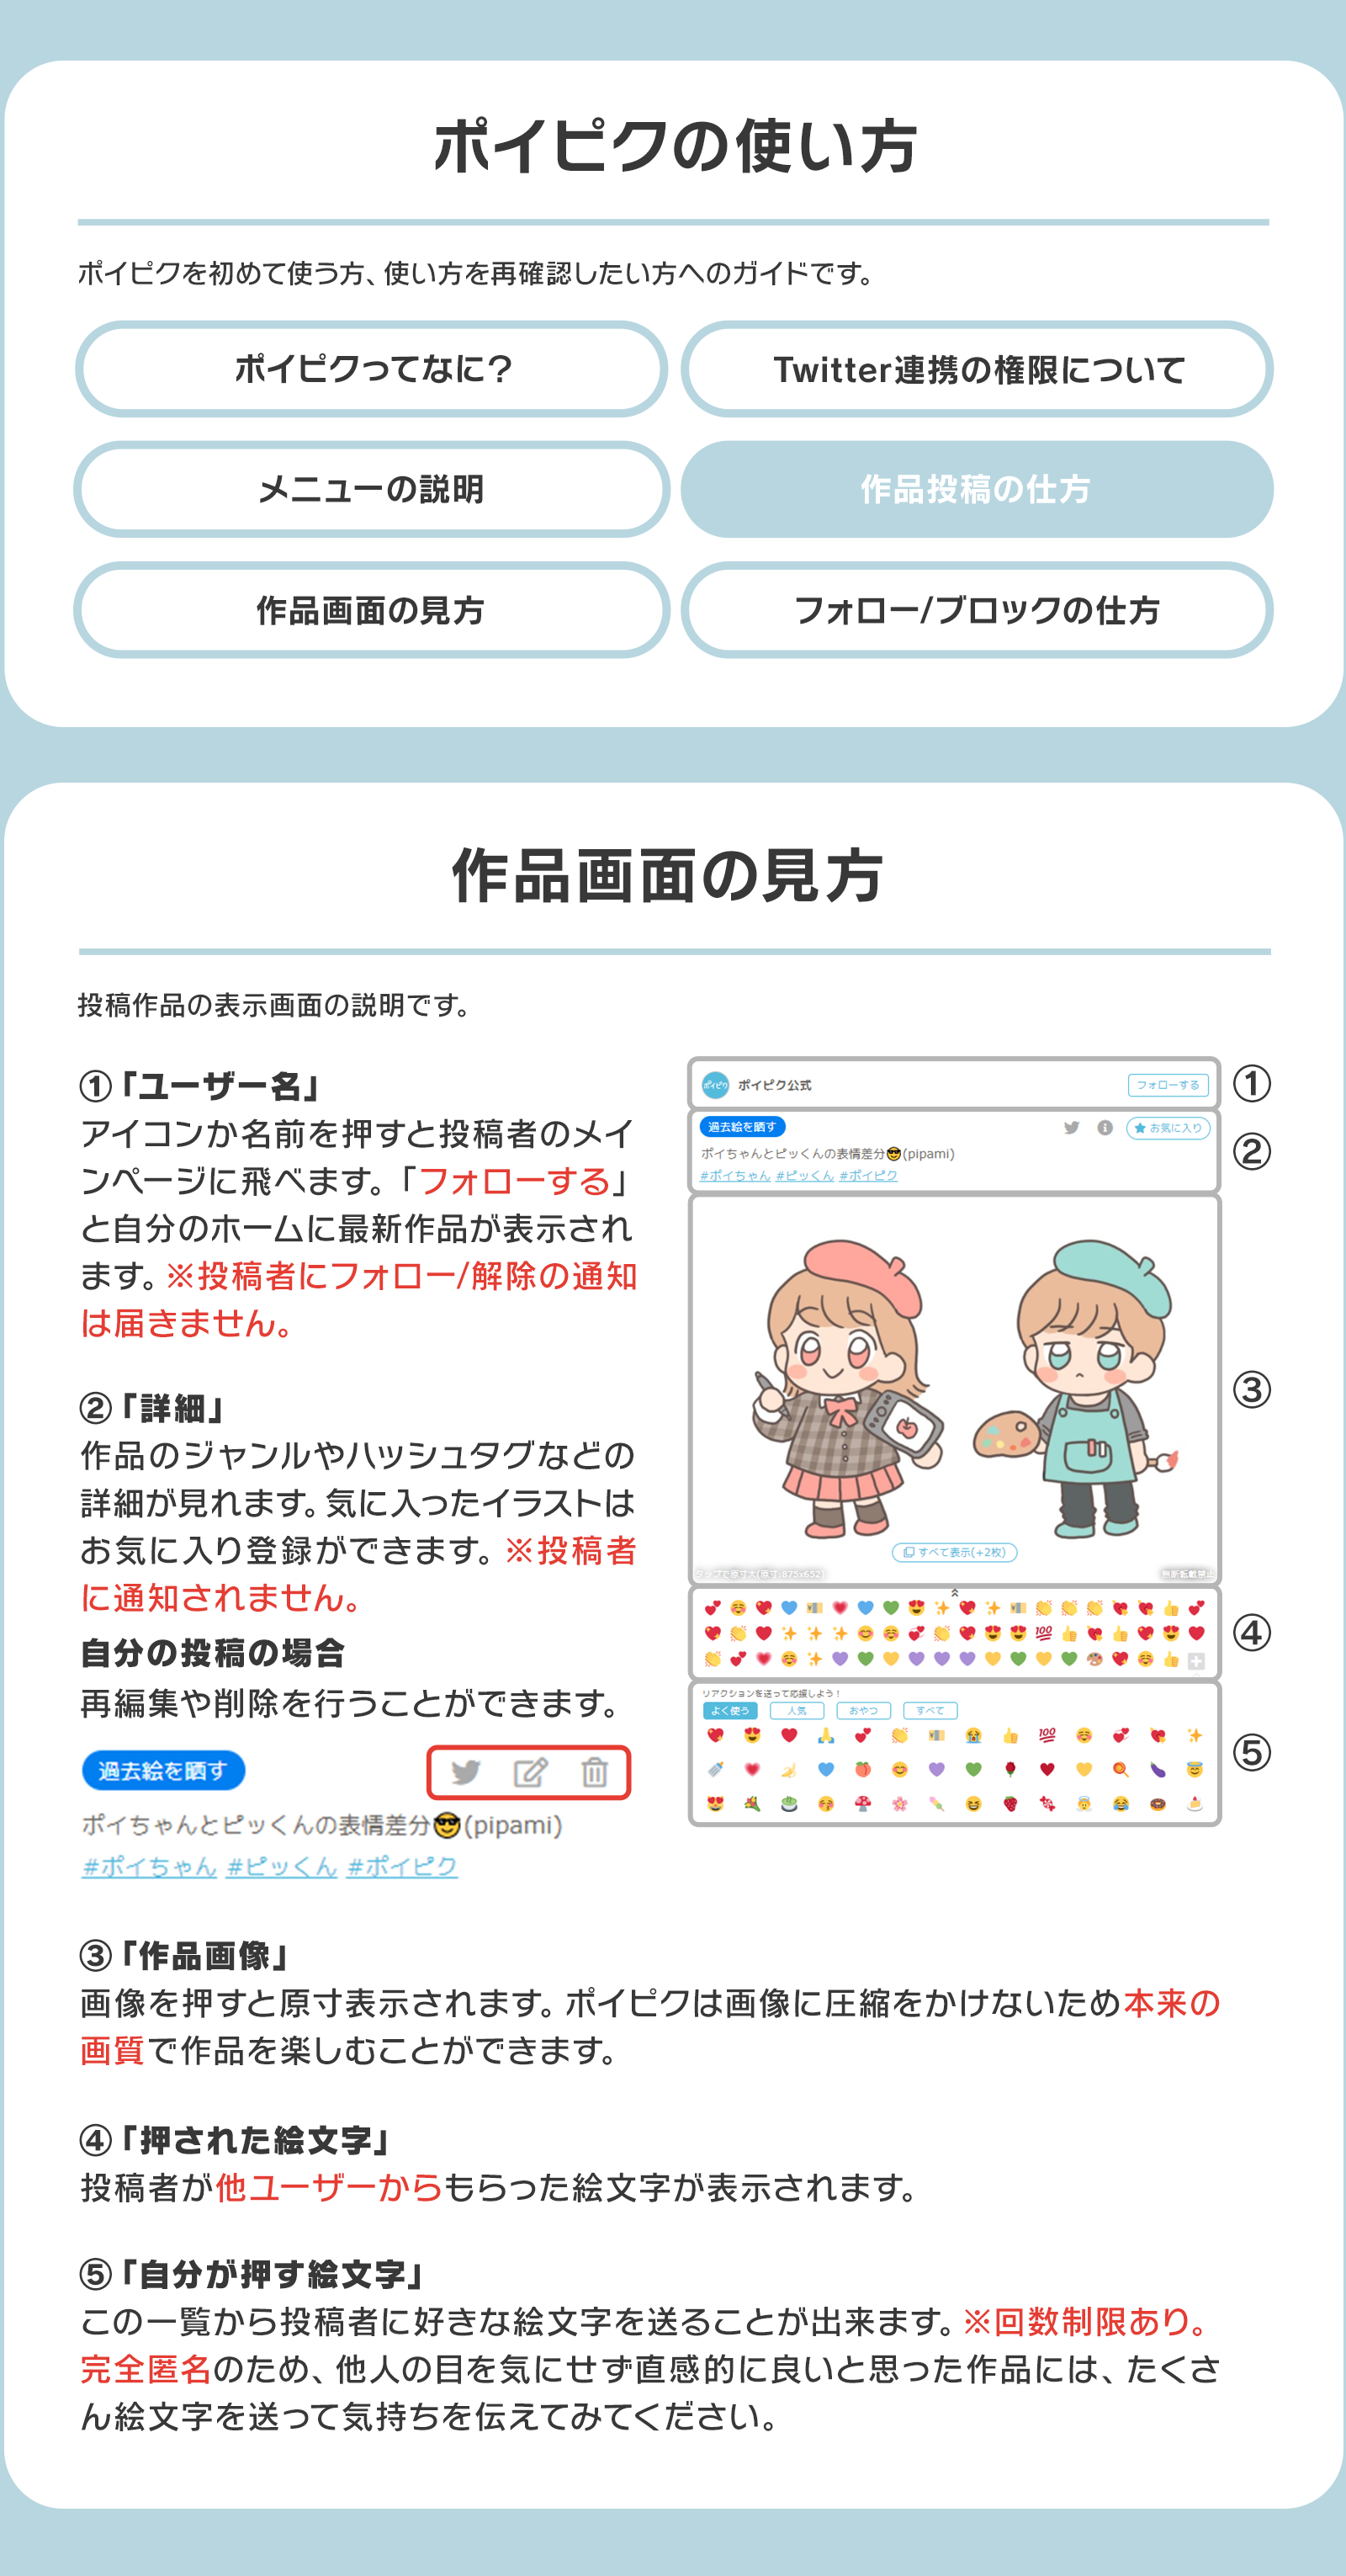 ポイピクの使い方
ポイピクを初めて使う方、使い方を再確認したい方へのガイドです。
ポイピクってなに？
Twitter連携の権限について
メニューの説明
作品投稿の仕方
作品画面の見方
フォロー/ブロックの仕方
作品画面の見方
投稿作品の表示画面の説明です。
①「ユーザー名」
アイコンか名前を押すと投稿者のメイ
ンページに飛べます。「フォローする」
と自分のホームに最新作品が表示され
ます。※投稿者にフォロー/解除の通知
は届きません。
②「詳細」
作品のジャンルやハッシュタグなどの
詳細が見れます。気に入ったイラストは
お気に入り登録ができます。※投稿者
に通知されません。
自分の投稿の場合
再編集や削除を行うことができます。
過去絵を晒す
ポイちゃんとピッくんの表情差分😎(pipami)
#ポイちゃん #ピッくん #ポイピク
ポイピク
ポイピク公式
フォローする
①
過去絵を晒す
お気に入り
②
ポイちゃんとピッくんの表情差分😎(pipami)
#ポイちゃん #ピッくん #ポイピク
③
すべて表示(+2枚)
タップで原寸大(原寸:875x652)
無断転載禁止
④
リアクションを送って応援しよう！
よく使う
人気
おやつ
すべて
⑤
③「作品画像」
画像を押すと原寸表示されます。ポイピクは画像に圧縮をかけないため本来の
画質で作品を楽しむことができます。
④「押された絵文字」
投稿者が他ユーザーからもらった絵文字が表示されます。
⑤「自分が押す絵文字」
この一覧から投稿者に好きな絵文字を送ることが出来ます。※回数制限あり。
完全匿名のため、他人の目を気にせず直感的に良いと思った作品には、たくさ
ん絵文字を送って気持ちを伝えてみてください。